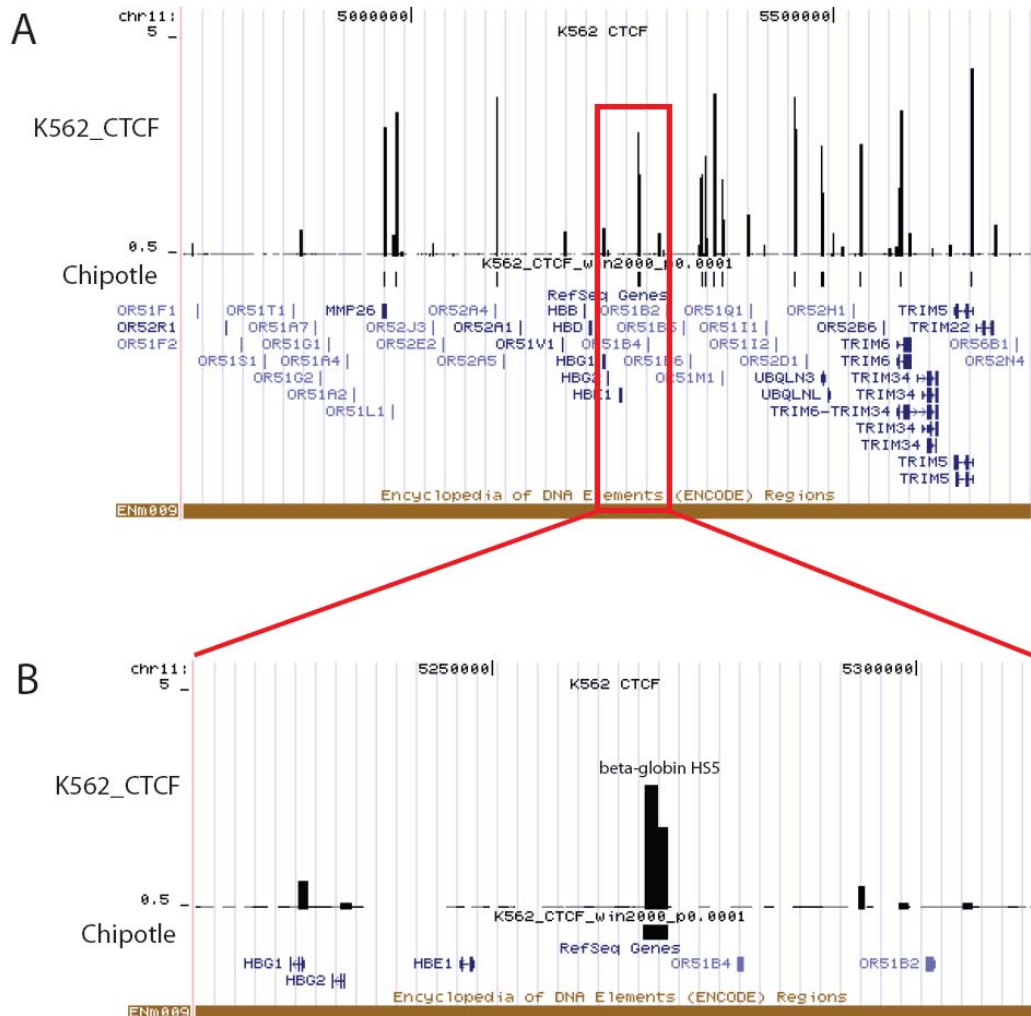 A
chr11: 5000000| 5500000|
5 _ K562 CTCF
K562_CTCF
0.5 _
K562_CTCF_win2000_p0.0001
Chipotle
RefSeq Genes
OR51F1 OR51T1 MMP26 OR52A4 HBB OR51B2 OR51Q1 OR52H1 TRIM5
OR52R1 OR51A7 OR52J3 OR52A1 HBD OR51B5 OR51I1 OR52B6 TRIM22
OR51F2 OR51G1 OR52E2 OR51V1 OR51B4 OR51I2 TRIM6 OR56B1
OR51S1 OR51A4 OR52A5 HBG1 OR51B6 OR52D1 TRIM6 OR52N4
OR51G2 HBG2 OR51M1 UBQLN3 TRIM34
OR51A2 HBE1 UBQLNL TRIM34
OR51L1 TRIM6-TRIM34
TRIM34
TRIM34
TRIM5
TRIM5
Encyclopedia of DNA Elements (ENCODE) Regions
ENm009
B
chr11: 5250000| 5300000|
5 _ K562 CTCF
beta-globin HS5
K562_CTCF
0.5 _
K562_CTCF_win2000_p0.0001
Chipotle
RefSeq Genes
HBG1 HBE1 OR51B4 OR51B2
HBG2
Encyclopedia of DNA Elements (ENCODE) Regions
ENm009